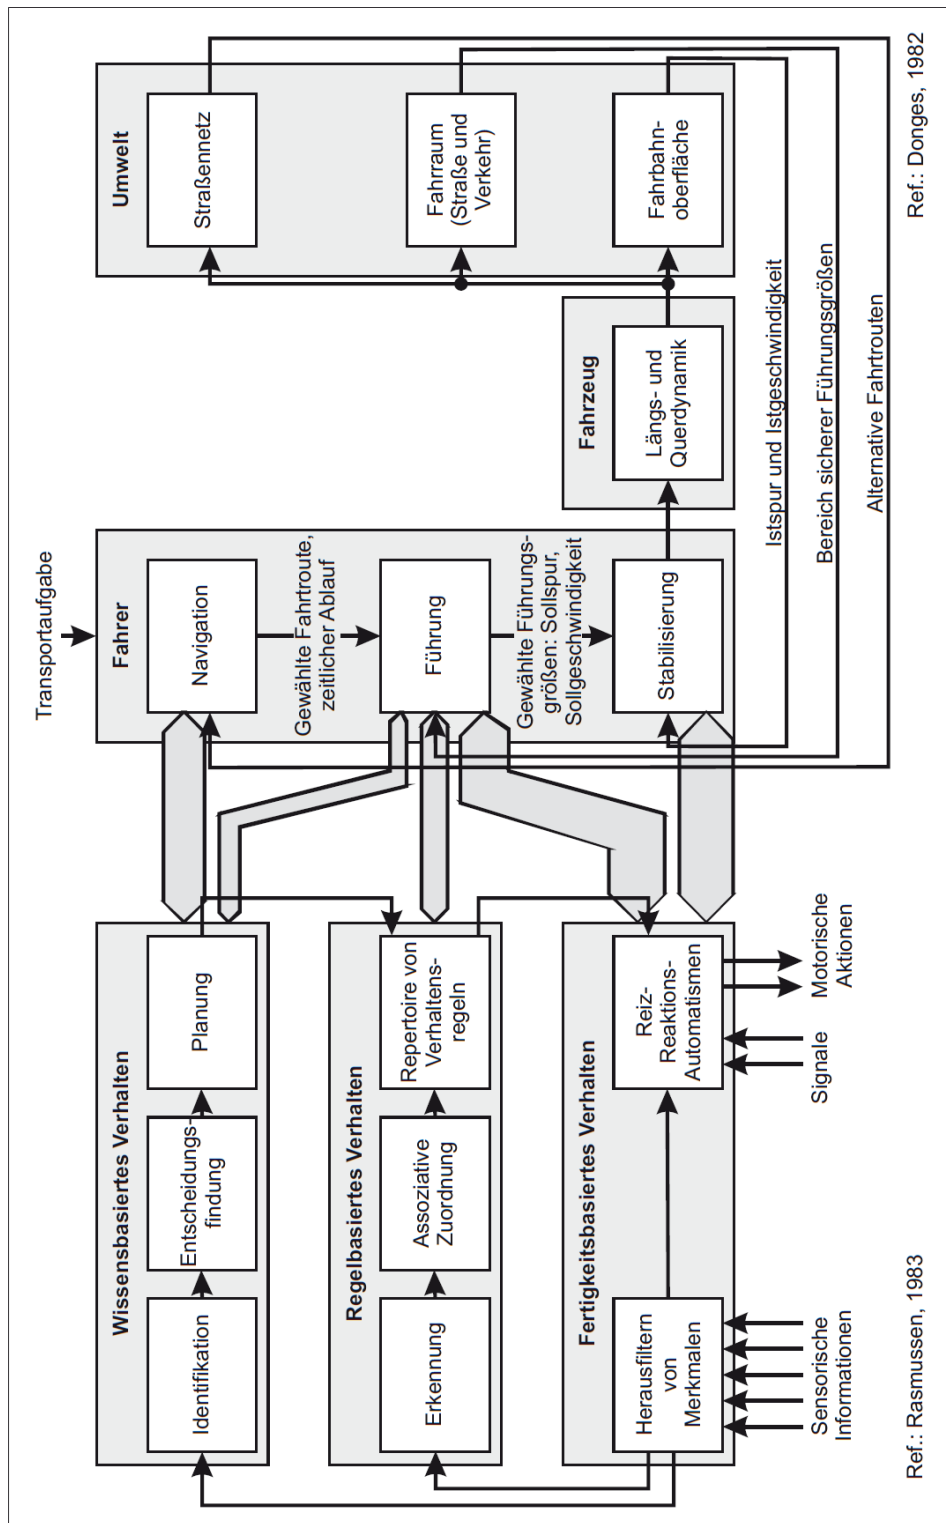 Wissensbasiertes Verhalten
Identifikation
Entscheidungs-
findung
Planung
Regelbasiertes Verhalten
Erkennung
Assoziative
Zuordnung
Repertoire von
Verhaltens-
regeln
Fertigkeitsbasiertes Verhalten
Herausfiltern
von
Merkmalen
Reiz-
Reaktions-
Automatismen
Sensorische
Informationen
Signale
Motorische
Aktionen
Ref.: Rasmussen, 1983
Transportaufgabe
Fahrer
Navigation
Gewählte Fahrtroute,
zeitlicher Ablauf
Führung
Gewählte Führungs-
größen: Sollspur,
Sollgeschwindigkeit
Stabilisierung
Fahrzeug
Längs- und
Querdynamik
Umwelt
Straßennetz
Fahrraum
(Straße und
Verkehr)
Fahrbahn-
oberfläche
Istspur und Istgeschwindigkeit
Bereich sicherer Führungsgrößen
Alternative Fahrtrouten
Ref.: Donges, 1982